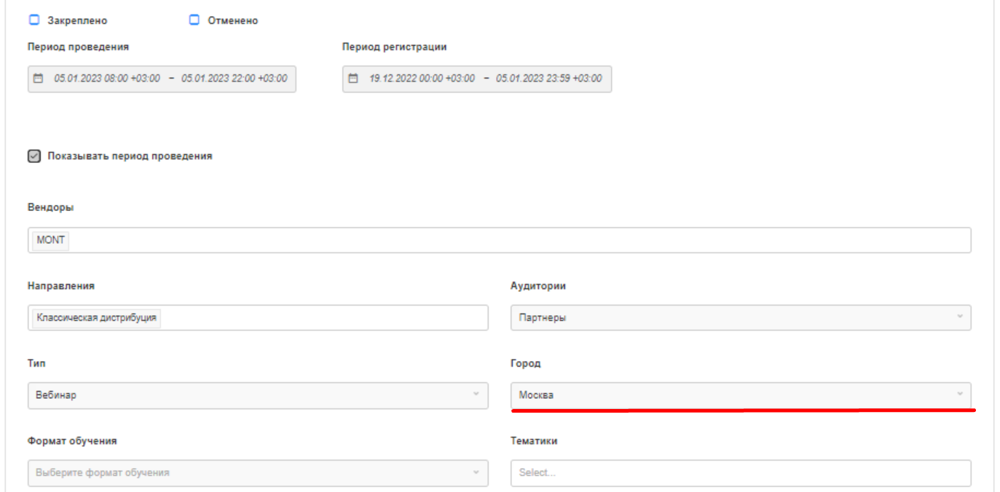 Закреплено Отменено
Период проведения Период регистрации
05.01.2023 08:00 +03:00 – 05.01.2023 22:00 +03:00 19.12.2022 00:00 +03:00 – 05.01.2023 23:59 +03:00
Показывать период проведения
Вендоры
MONT
Направления Аудитории
Классическая дистрибуция Партнеры
Тип Город
Вебинар Москва
Формат обучения Тематики
Выберите формат обучения Select...